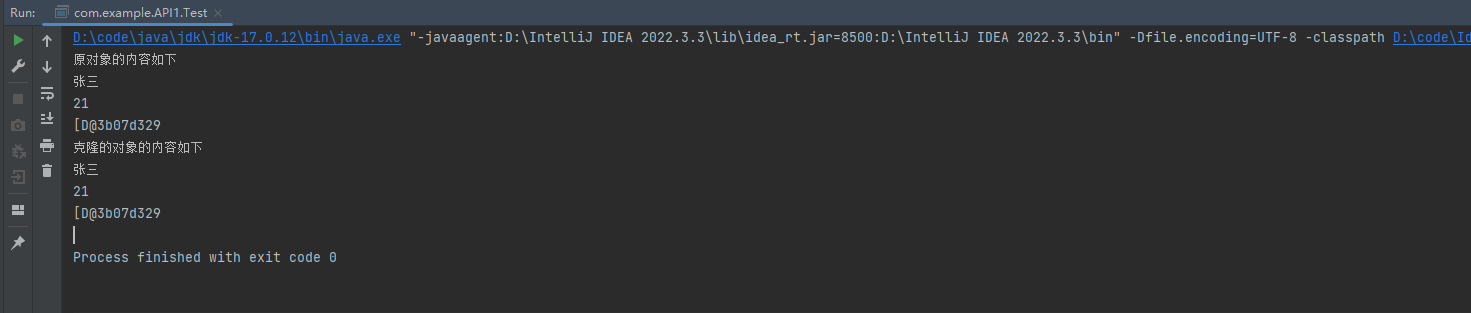 Run: com.example.API1.Test
D:\code\java\jdk\jdk-17.0.12\bin\java.exe "-javaagent:D:\IntelliJ IDEA 2022.3.3\lib\idea_rt.jar=8500:D:\IntelliJ IDEA 2022.3.3\bin" -Dfile.encoding=UTF-8 -classpath D:\code\Id
原对象的内容如下
张三
21
[D@3b07d329
克隆的对象的内容如下
张三
21
[D@3b07d329
Process finished with exit code 0